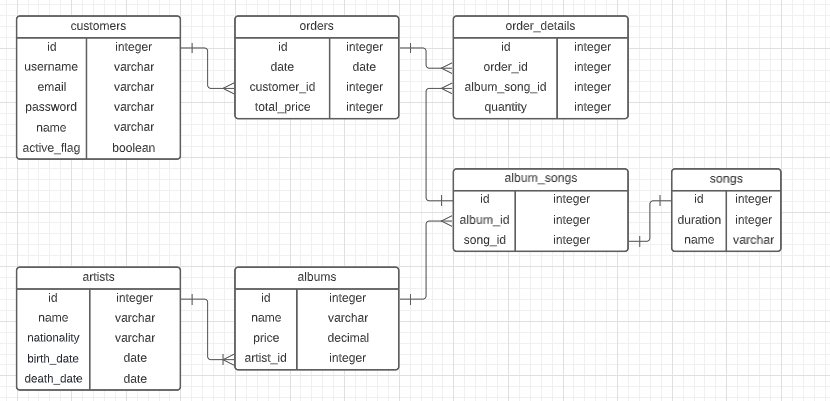 customers
id integer
username varchar
email varchar
password varchar
name varchar
active_flag boolean
orders
id integer
date date
customer_id integer
total_price integer
order_details
id integer
order_id integer
album_song_id integer
quantity integer
album_songs
id integer
album_id integer
song_id integer
songs
id integer
duration integer
name varchar
artists
id integer
name varchar
nationality varchar
birth_date date
death_date date
albums
id integer
name varchar
price decimal
artist_id integer